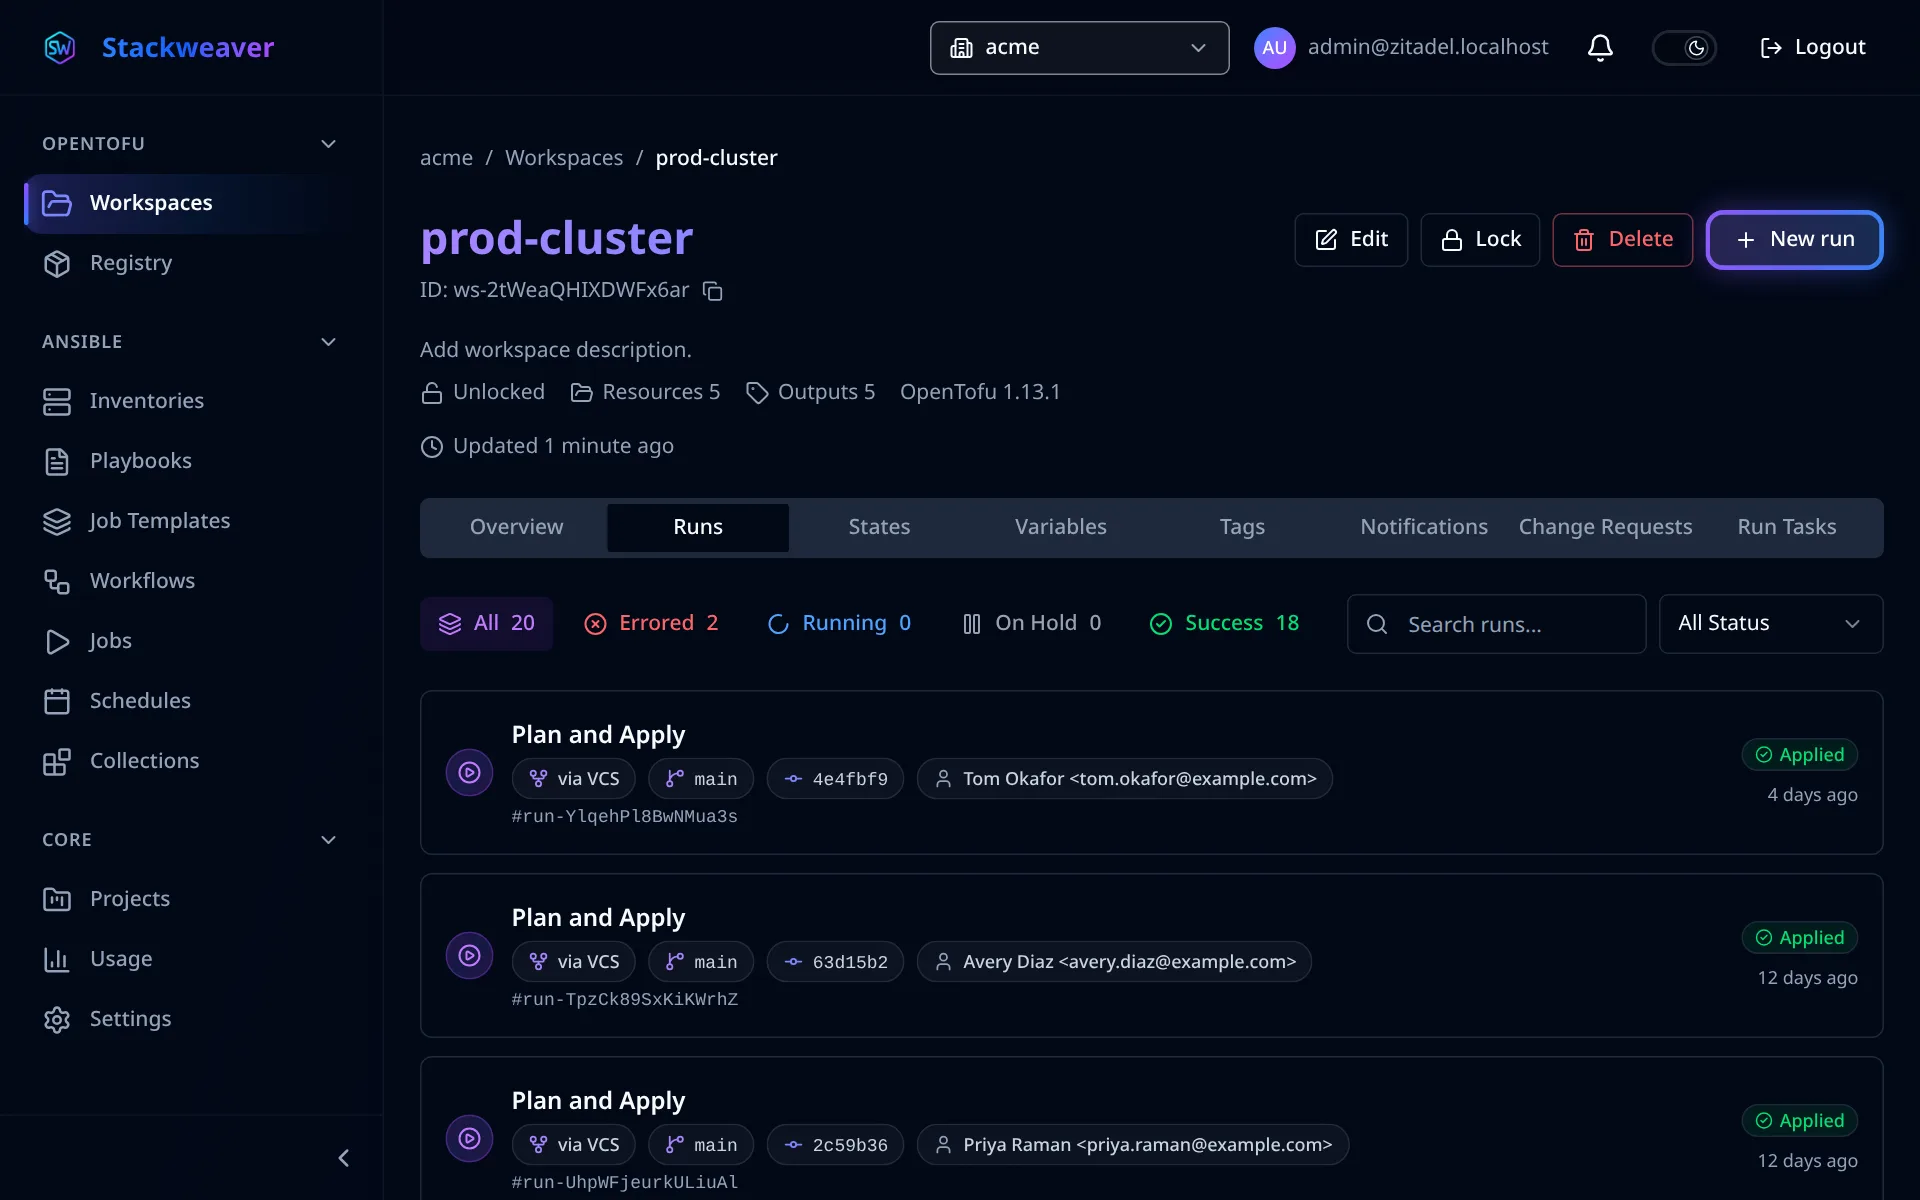 Stackweaver
acme
AU admin@zitadel.localhost
Logout
OPENTOFU
Workspaces
Registry
ANSIBLE
Inventories
Playbooks
Job Templates
Workflows
Jobs
Schedules
Collections
CORE
Projects
Usage
Settings
acme / Workspaces / prod-cluster
prod-cluster
Edit
Lock
Delete
New run
ID: ws-2tWeaQHIXDWFx6ar
Add workspace description.
Unlocked Resources 5 Outputs 5 OpenTofu 1.13.1
Updated 1 minute ago
Overview Runs States Variables Tags Notifications Change Requests Run Tasks
All 20 Errored 2 Running 0 On Hold 0 Success 18 Search runs... All Status
Plan and Apply
via VCS main 4e4fbf9 Tom Okafor <tom.okafor@example.com>
#run-YlqehPl8BwNMua3s
Applied
4 days ago
Plan and Apply
via VCS main 63d15b2 Avery Diaz <avery.diaz@example.com>
#run-TpzCk89SxKiKWrhZ
Applied
12 days ago
Plan and Apply
via VCS main 2c59b36 Priya Raman <priya.raman@example.com>
#run-UhpWFjeurkULiuAl
Applied
12 days ago